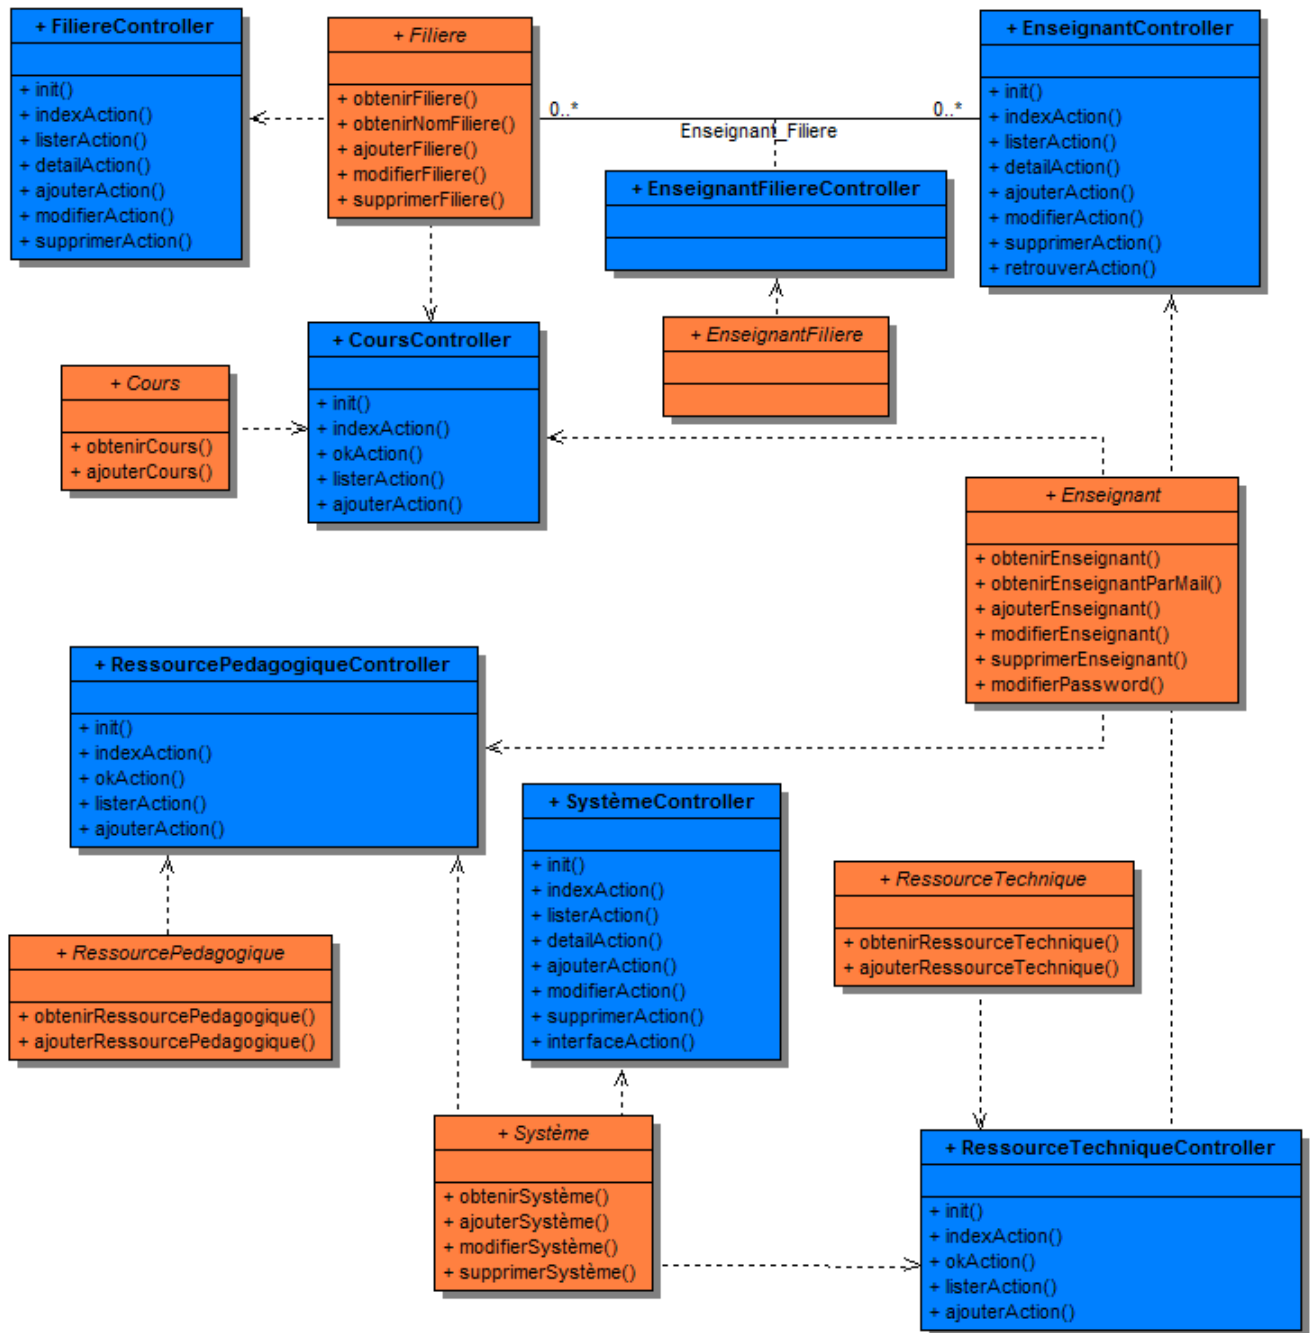 + FiliereController
+ init()
+ indexAction()
+ listerAction()
+ detailAction()
+ ajouterAction()
+ modifierAction()
+ supprimerAction()
+ Filiere
+ obtenirFiliere()
+ obtenirNomFiliere()
+ ajouterFiliere()
+ modifierFiliere()
+ supprimerFiliere()
0..*
0..*
Enseignant_Filiere
+ EnseignantController
+ init()
+ indexAction()
+ listerAction()
+ detailAction()
+ ajouterAction()
+ modifierAction()
+ supprimerAction()
+ retrouverAction()
+ EnseignantFiliereController
+ EnseignantFiliere
+ CoursController
+ init()
+ indexAction()
+ okAction()
+ listerAction()
+ ajouterAction()
+ Cours
+ obtenirCours()
+ ajouterCours()
+ Enseignant
+ obtenirEnseignant()
+ obtenirEnseignantParMail()
+ ajouterEnseignant()
+ modifierEnseignant()
+ supprimerEnseignant()
+ modifierPassword()
+ RessourcePedagogiqueController
+ init()
+ indexAction()
+ okAction()
+ listerAction()
+ ajouterAction()
+ SystèmeController
+ init()
+ indexAction()
+ listerAction()
+ detailAction()
+ ajouterAction()
+ modifierAction()
+ supprimerAction()
+ interfaceAction()
+ RessourceTechnique
+ obtenirRessourceTechnique()
+ ajouterRessourceTechnique()
+ RessourcePedagogique
+ obtenirRessourcePedagogique()
+ ajouterRessourcePedagogique()
+ Système
+ obtenirSystème()
+ ajouterSystème()
+ modifierSystème()
+ supprimerSystème()
+ RessourceTechniqueController
+ init()
+ indexAction()
+ okAction()
+ listerAction()
+ ajouterAction()